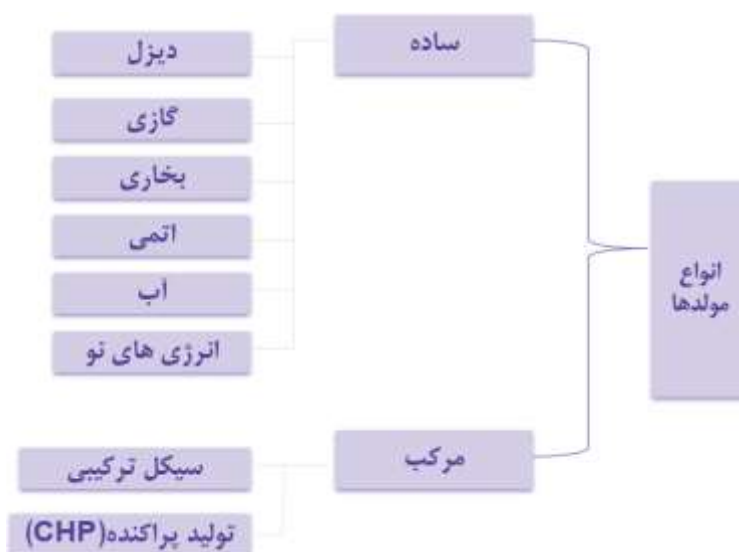 انواع
مولدها
ساده
دیزل
گازی
بخاری
اتمی
آب
انرژی های نو
مرکب
سیکل ترکیبی
تولید پراکنده(CHP)